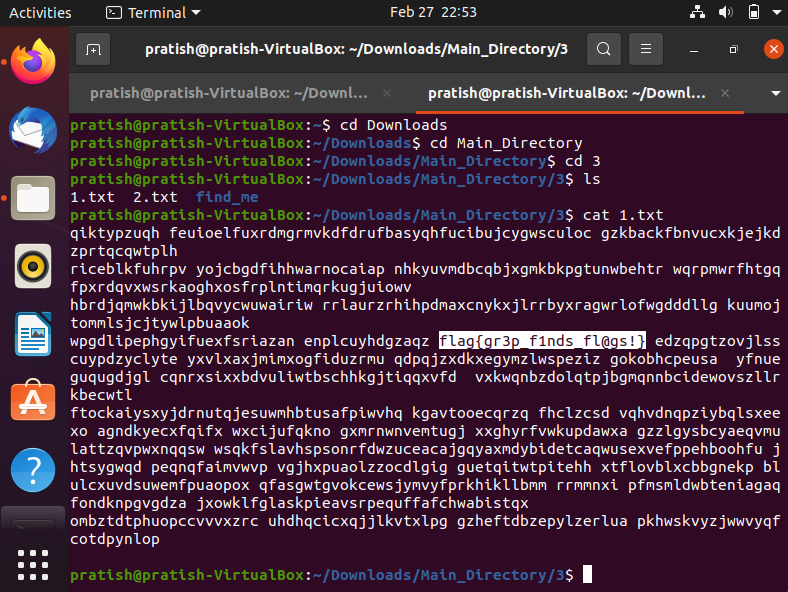 Activities
Terminal
Feb 27 22:53
pratish@pratish-VirtualBox: ~/Downloads/Main_Directory/3
pratish@pratish-VirtualBox: ~/Downl...
pratish@pratish-VirtualBox: ~/Downl...
pratish@pratish-VirtualBox:~$ cd Downloads
pratish@pratish-VirtualBox:~/Downloads$ cd Main_Directory
pratish@pratish-VirtualBox:~/Downloads/Main_Directory$ cd 3
pratish@pratish-VirtualBox:~/Downloads/Main_Directory/3$ ls
1.txt  2.txt  find_me
pratish@pratish-VirtualBox:~/Downloads/Main_Directory/3$ cat 1.txt
qiktypzuqh feuioelfuxrdmgrmvkdfdrufbasyqhfucibujcygwsculoc gzkbackfbnvucxkjejkd
zprtqcqwtplh
riceblkfuhrpv yojcbgdfihhwarnocaiap nhkyuvmdbcqbjxgmkbkpgtunwbehtr wqrpmwrfhtgq
fpxrdqvxwsrkaoghxosfrplntimqrkugjuiowv
hbrdjqmwkbkijlbqvycwuwairiw rrlaurzrhihpdmaxcnykxjlrrbyxragwrlofwgdddllg kuumoj
tommlsjcjtywlpbuaaok
wpgdlipephgyifuexfsriazan enplcuyhdgzaqz flag{gr3p_f1nds_fl@gs!} edzqpgtzovjlss
cuypdzyclyte yxvlxaxjmimxogfiduzrmu qdpqjzxdkxegymzlwspeziz gokobhcpeusa  yfnue
guqugdjgl cqnrxsixxbdvuliwtbschhkgjtiqqxvfd  vxkwqnbzdolqtpjbgmqnnbcidewovszllr
kbecwtl
ftockaiysxyjdrnutqjesuwmhbtusafpiwvhq kgavtooecqrzq fhclzcsd vqhvdnqpziybqlsxee
xo agndkyecxfqifx wxcijufqkno gxmrnwnvemtugj xxghyrfvwkupdawxa gzzlgysbcyaeqvmu
lattzqvpwxnqqsw wsqkfslavhspsonrfdwzuceacajgqyaxmdybidetcaqwusexvefppehboohfu j
htsygwqd peqnqfaimvwvp vgjhxpuaolzzocdlgig guetqitwtpitehh xtflovblxcbbgnekp bl
ulcxuvdsuwemfpuaopox qfasgwtgvokcewsjymvyfprkhikllbmm rrmmnxi pfmsmldwbteniagaq
fondknpgvgdza jxowklfglaskpieavsrpequffafchwabistqx
ombztdtphuopccvvvxzrc uhdhqcicxqjjlkvtxlpg gzheftdbzepylzerlua pkhwskvyzjwwvyqf
cotdpynlop
pratish@pratish-VirtualBox:~/Downloads/Main_Directory/3$